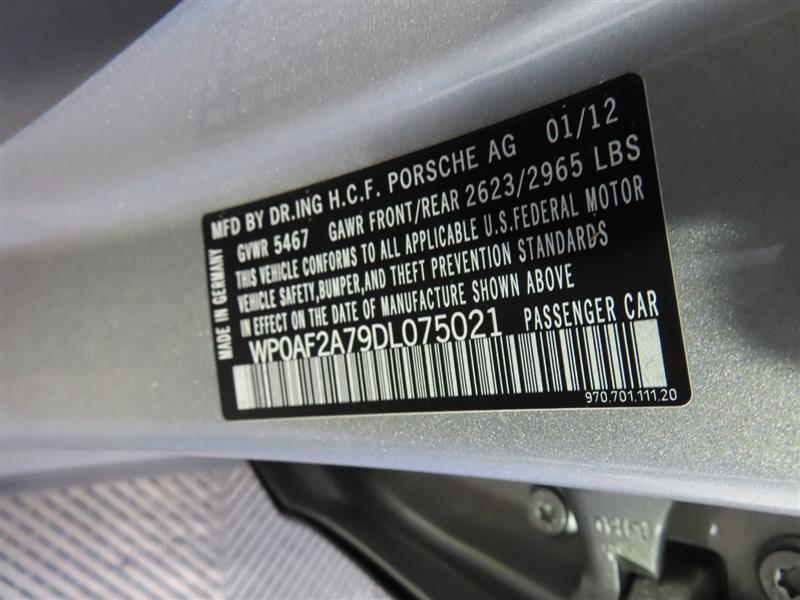 MFD BY DR.ING H.C.F. PORSCHE AG 01/12
GVWR 5467 GAWR FRONT/REAR 2623/2965 LBS
THIS VEHICLE CONFORMS TO ALL APPLICABLE U.S.FEDERAL MOTOR
VEHICLE SAFETY,BUMPER,AND THEFT PREVENTION STANDARDS
IN EFFECT ON DATE OF MANUFACTURE SHOWN ABOVE
WP0AF2A79DL075021 PASSENGER CAR
MADE IN GERMANY
970.701.111.20